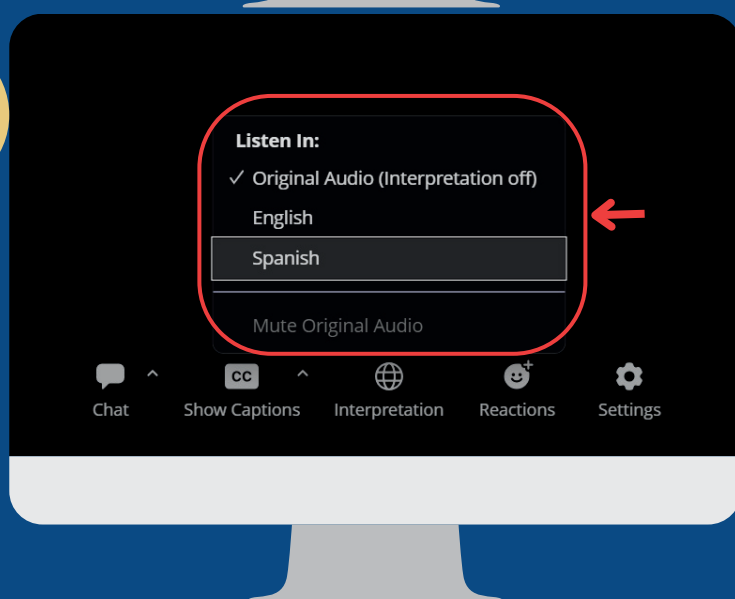 Listen In:
✓ Original Audio (Interpretation off)
English
Spanish
Mute Original Audio
CC
Chat
Show Captions
Interpretation
Reactions
Settings